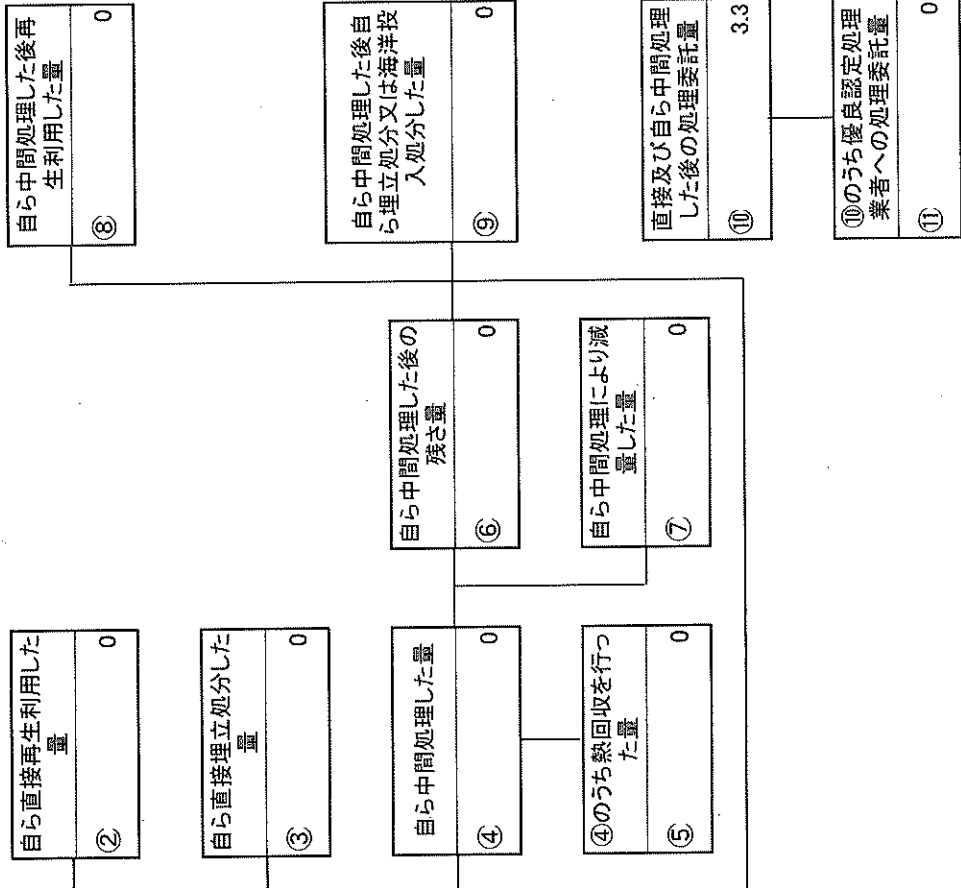 自ら直接再生利用した
量
② 0
自ら直接埋立処分した
量
③ 0
自ら中間処理した量
④ 0
④のうち熱回収を行っ
た量
⑤ 0
自ら中間処理した後の
残さ量
⑥ 0
自ら中間処理により減
量した量
⑦ 0
自ら中間処理した後再
生利用した量
⑧ 0
自ら中間処理した後自
ら埋立処分又は海洋投
入処分した量
⑨ 0
直接及び自ら中間処理
した後の処理委託量
⑩ 3.3
⑩のうち優良認定処理
業者への処理委託量
⑪ 0